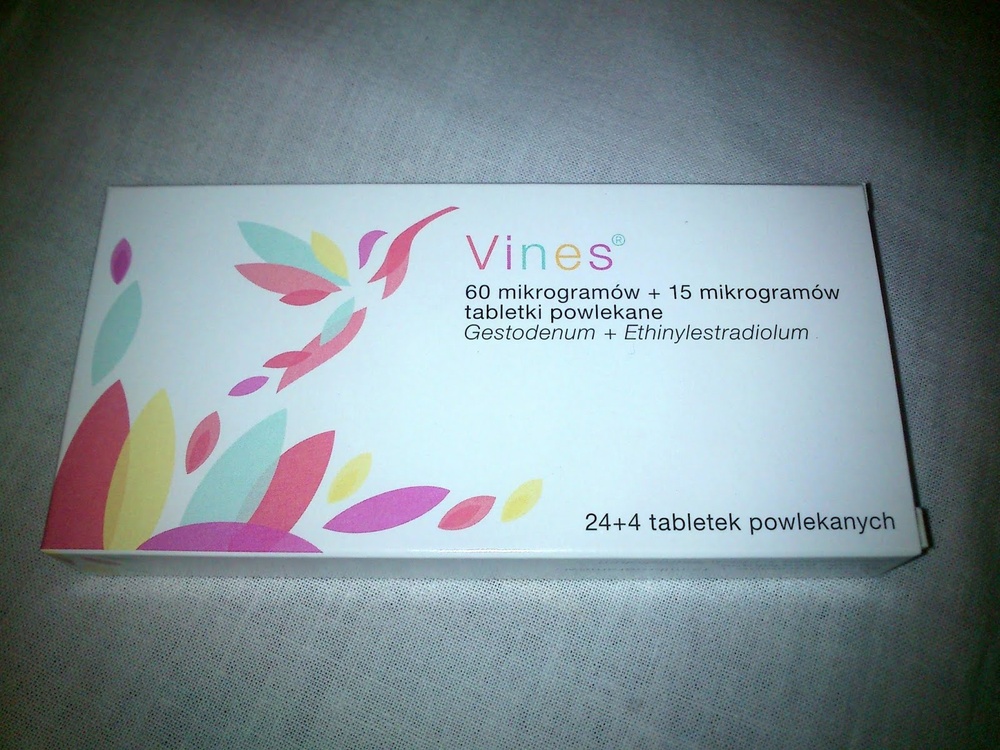 Vines®
60 mikrogramów + 15 mikrogramów
tabletki powlekane
Gestodenum + Ethinylestradiolum
24+4 tabletek powlekanych